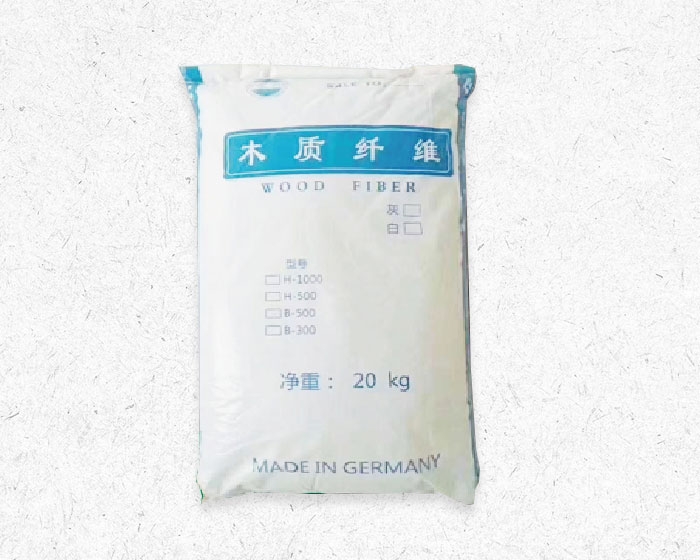 木质纤维
WOOD FIBER
灰
白
型号
H-1000
H-500
B-500
B-300
净重： 20 kg
MADE IN GERMANY